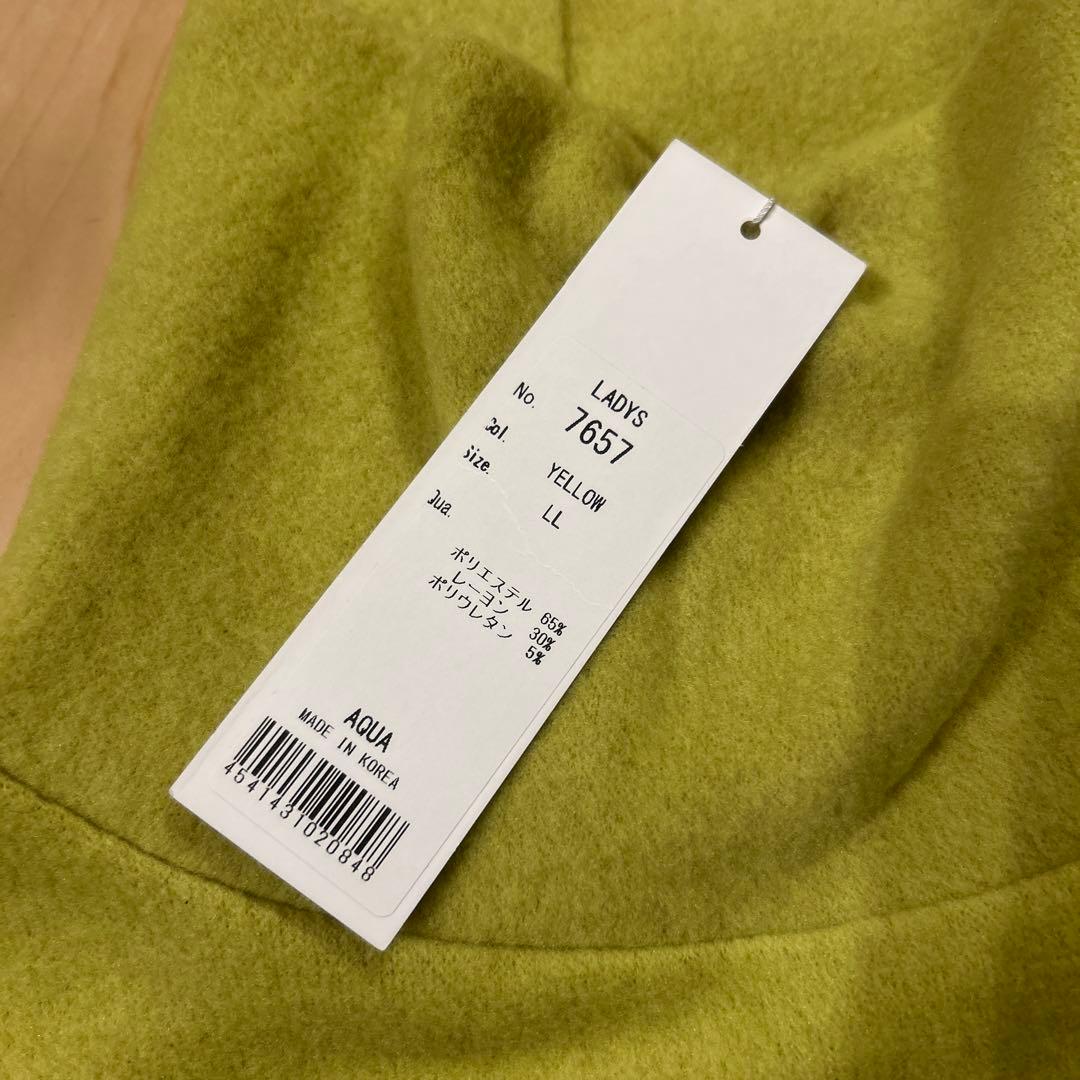 LADYS
No. 7657
Col. YELLOW
Size. LL
Qua.
ポリエステル 65%
レーヨン 30%
ポリウレタン 5%
AQUA
MADE IN KOREA
4541431020848